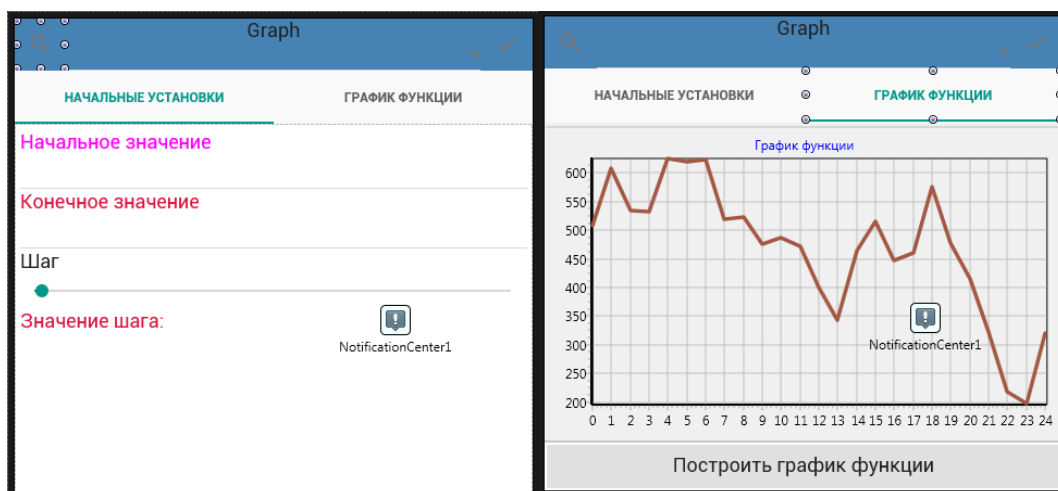 Graph
НАЧАЛЬНЫЕ УСТАНОВКИ ГРАФИК ФУНКЦИИ
Начальное значение
Конечное значение
Шаг
Значение шага:
NotificationCenter1
Graph
НАЧАЛЬНЫЕ УСТАНОВКИ ГРАФИК ФУНКЦИИ
График функции
600
550
500
450
400
350
300
250
200
0 1 2 3 4 5 6 7 8 9 10 11 12 13 14 15 16 17 18 19 20 21 22 23 24
NotificationCenter1
Построить график функции